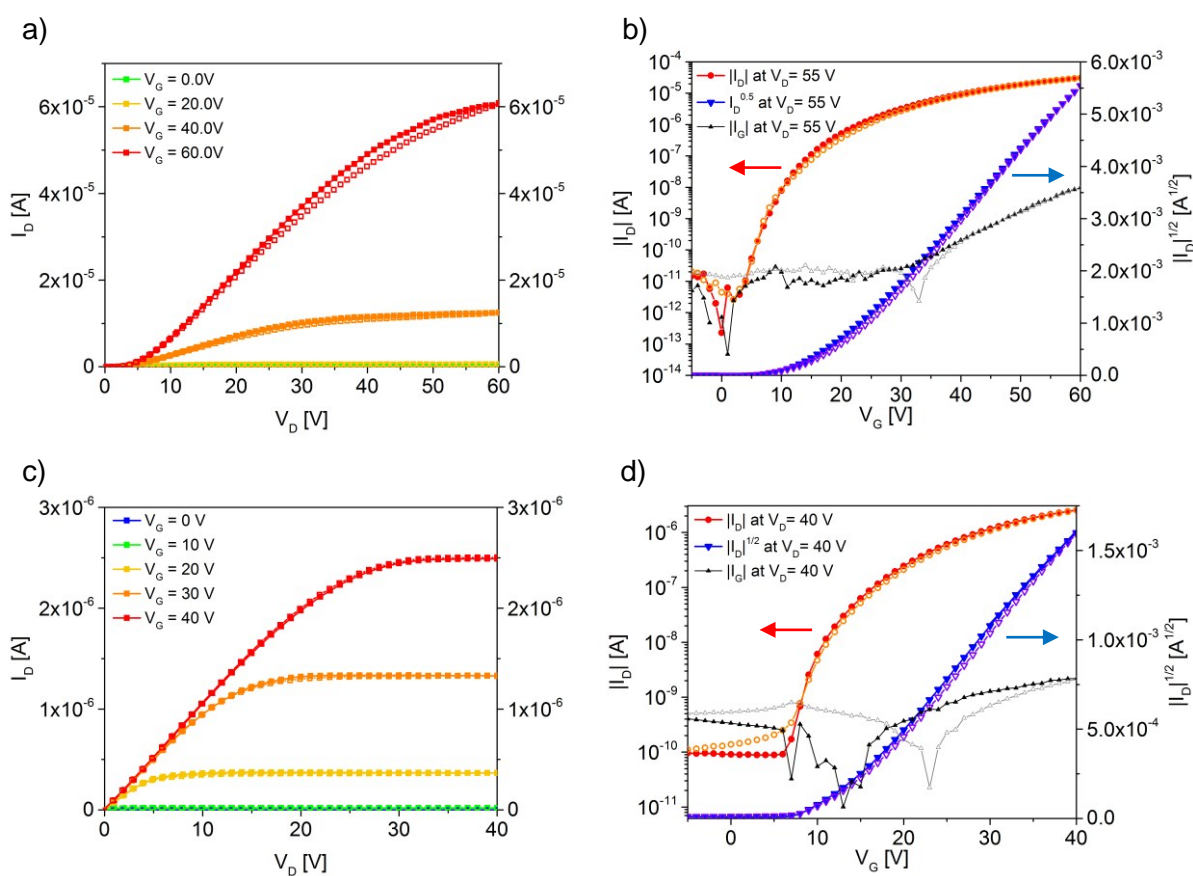 a)
V_G = 0.0V
V_G = 20.0V
V_G = 40.0V
V_G = 60.0V
6x10^-5
4x10^-5
2x10^-5
0
6x10^-5
4x10^-5
2x10^-5
0
0 10 20 30 40 50 60
I_D [A]
V_D [V]
b)
|I_D| at V_D= 55 V
I_D^0.5 at V_D= 55 V
|I_G| at V_D= 55 V
10^-4
10^-5
10^-6
10^-7
10^-8
10^-9
10^-10
10^-11
10^-12
10^-13
10^-14
6.0x10^-3
5.0x10^-3
4.0x10^-3
3.0x10^-3
2.0x10^-3
1.0x10^-3
0.0
0 10 20 30 40 50 60
|I_D| [A]
|I_D|^1/2 [A^1/2]
V_G [V]
c)
V_G = 0 V
V_G = 10 V
V_G = 20 V
V_G = 30 V
V_G = 40 V
3x10^-6
2x10^-6
1x10^-6
0
3x10^-6
2x10^-6
1x10^-6
0
0 10 20 30 40
I_D [A]
V_D [V]
d)
|I_D| at V_D= 40 V
|I_D|^1/2 at V_D= 40 V
|I_G| at V_D= 40 V
10^-6
10^-7
10^-8
10^-9
10^-10
10^-11
1.5x10^-3
1.0x10^-3
5.0x10^-4
0.0
0 10 20 30 40
|I_D| [A]
|I_D|^1/2 [A^1/2]
V_G [V]